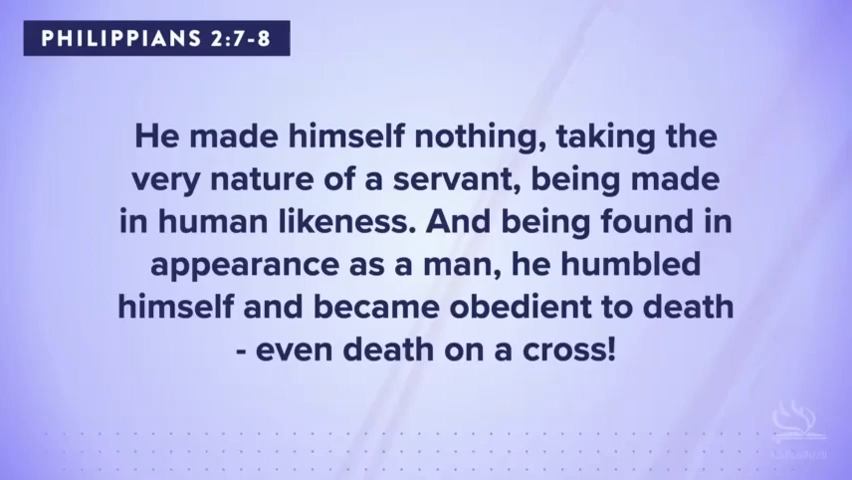 PHILIPPIANS 2:7-8
He made himself nothing, taking the
very nature of a servant, being made
in human likeness. And being found in
appearance as a man, he humbled
himself and became obedient to death
- even death on a cross!